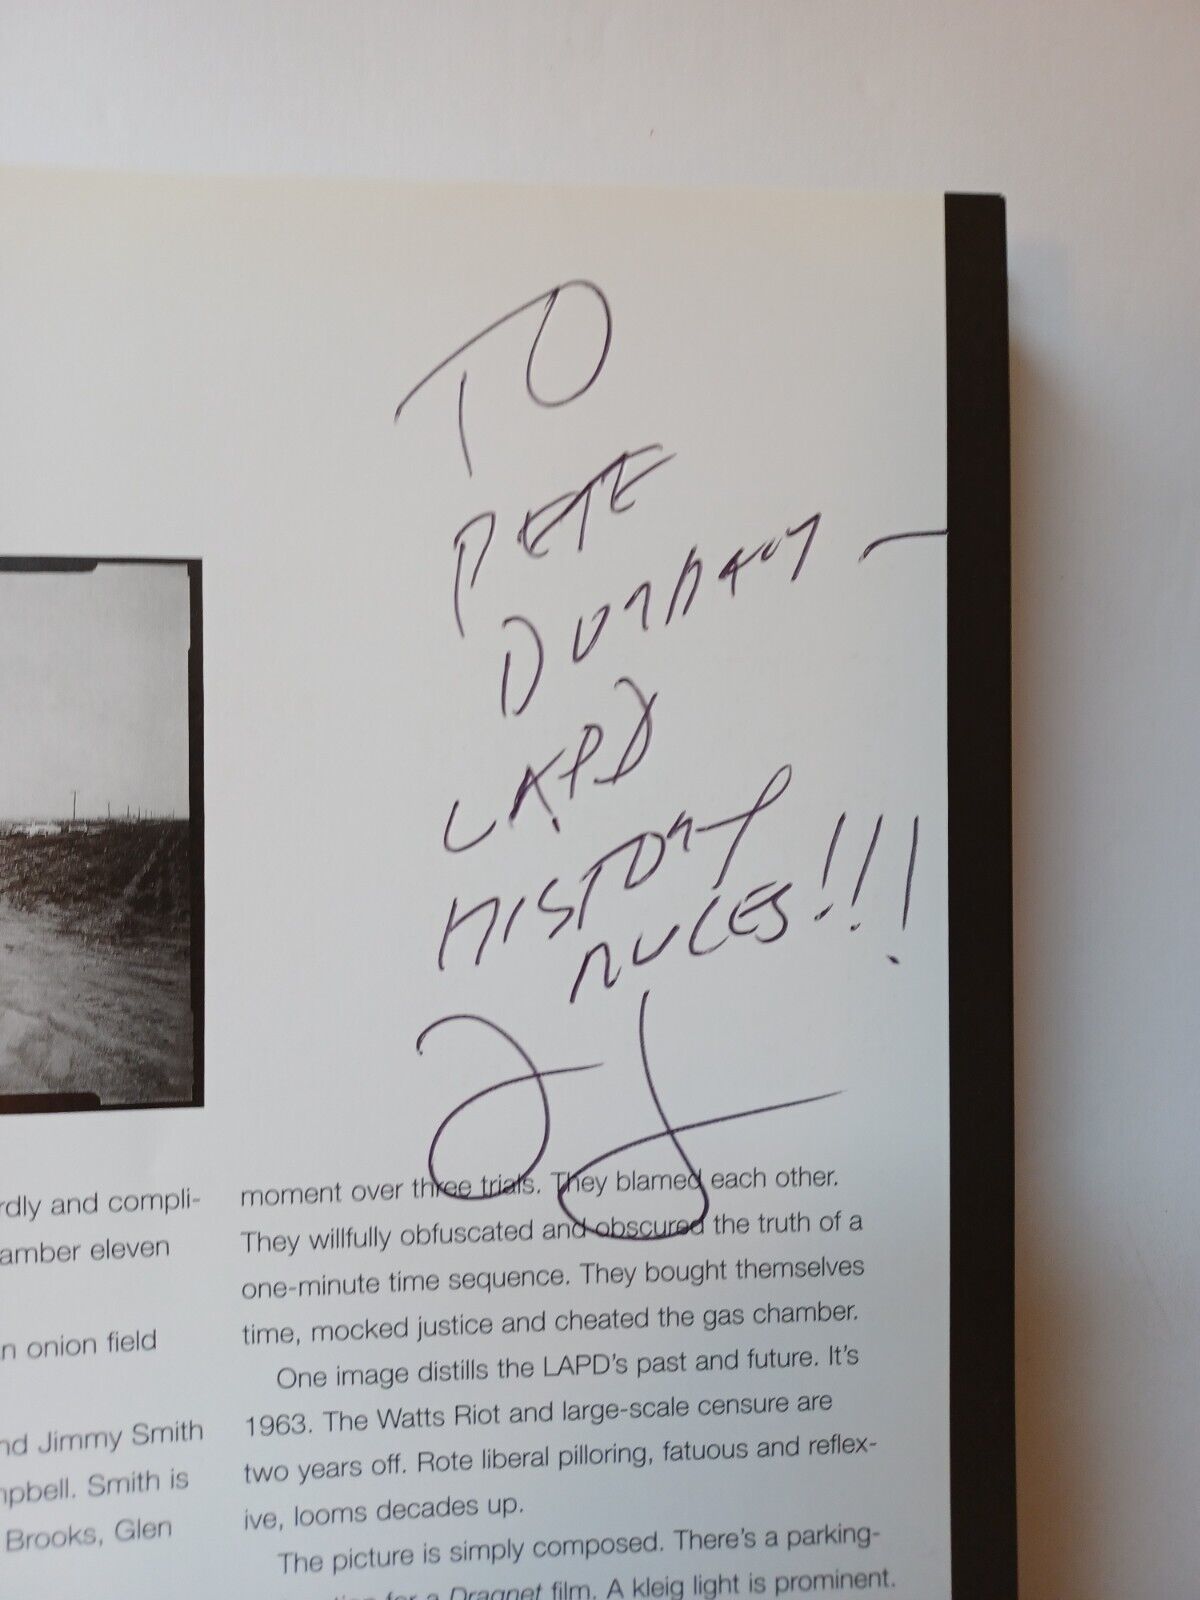 TO
PETE
LAPD
HISTORY
RULES!!!
rdly and compli-
amber eleven
n onion field
nd Jimmy Smith
mpbell. Smith is
Brooks, Glen
moment over three trials. They blamed each other.
They willfully obfuscated and obscured the truth of a
one-minute time sequence. They bought themselves
time, mocked justice and cheated the gas chamber.
One image distills the LAPD's past and future. It's
1963. The Watts Riot and large-scale censure are
two years off. Rote liberal pilloring, fatuous and reflex-
ive, looms decades up.
The picture is simply composed. There's a parking-
for a Dragnet film. A kleig light is prominent.